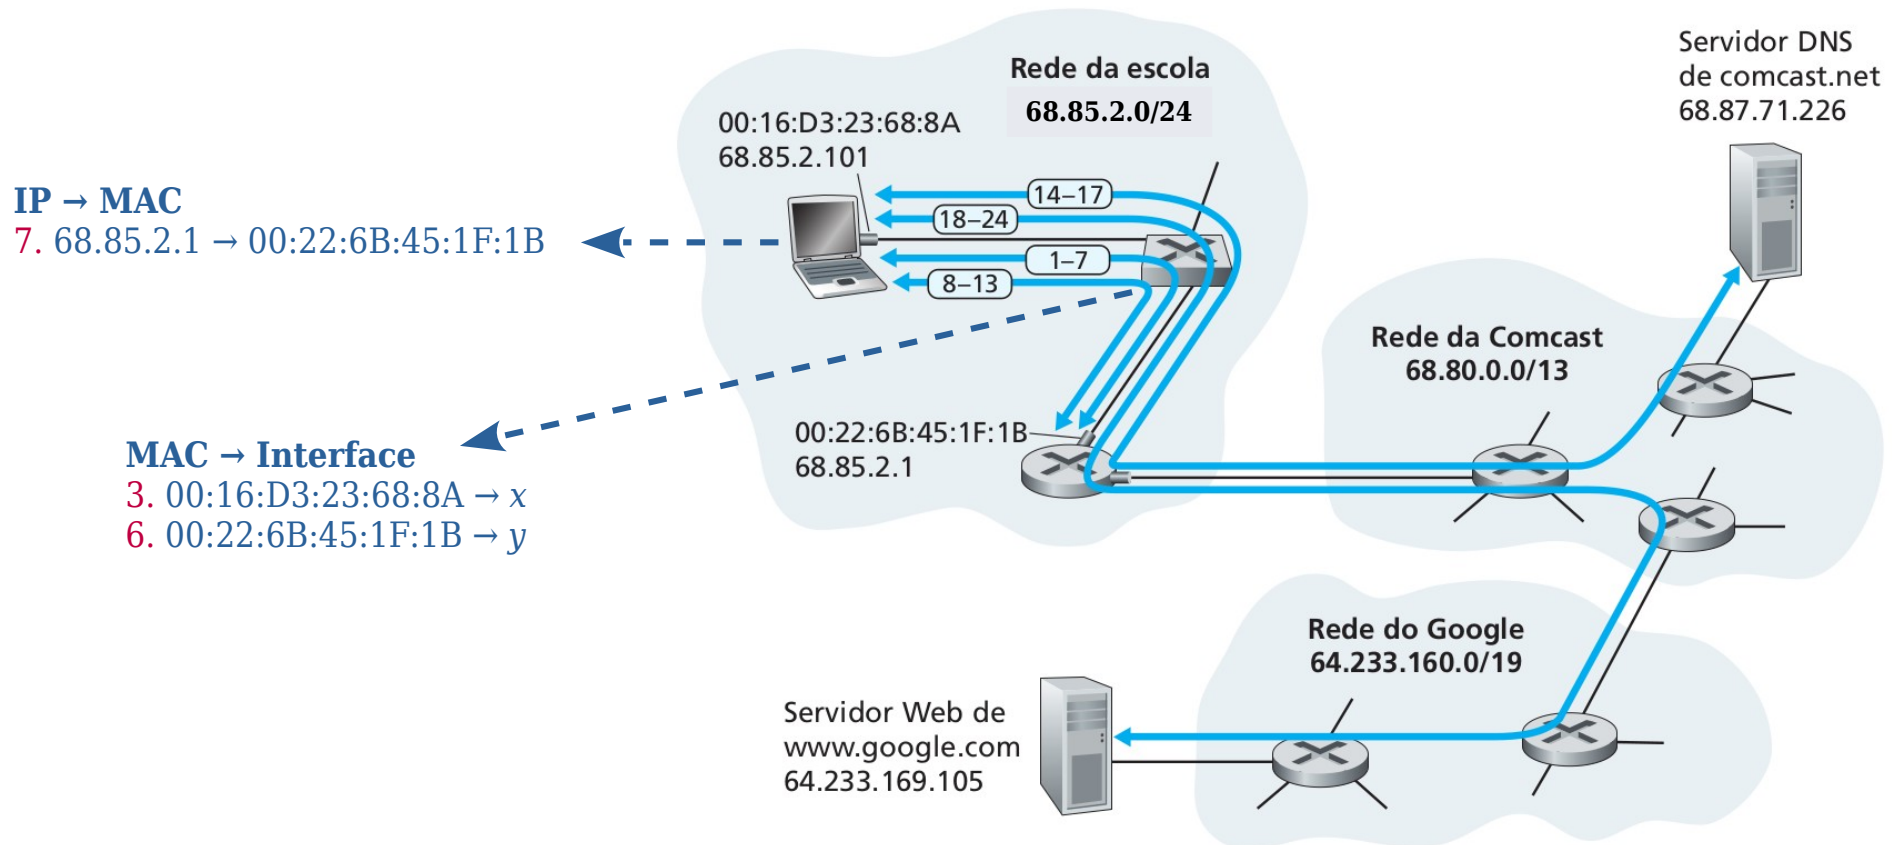 Servidor DNS
de comcast.net
68.87.71.226
Rede da escola
68.85.2.0/24
00:16:D3:23:68:8A
68.85.2.101
IP → MAC
7. 68.85.2.1 → 00:22:6B:45:1F:1B
14–17
18–24
1–7
8–13
Rede da Comcast
68.80.0.0/13
00:22:6B:45:1F:1B
68.85.2.1
MAC → Interface
3. 00:16:D3:23:68:8A → x
6. 00:22:6B:45:1F:1B → y
Rede do Google
64.233.160.0/19
Servidor Web de
www.google.com
64.233.169.105